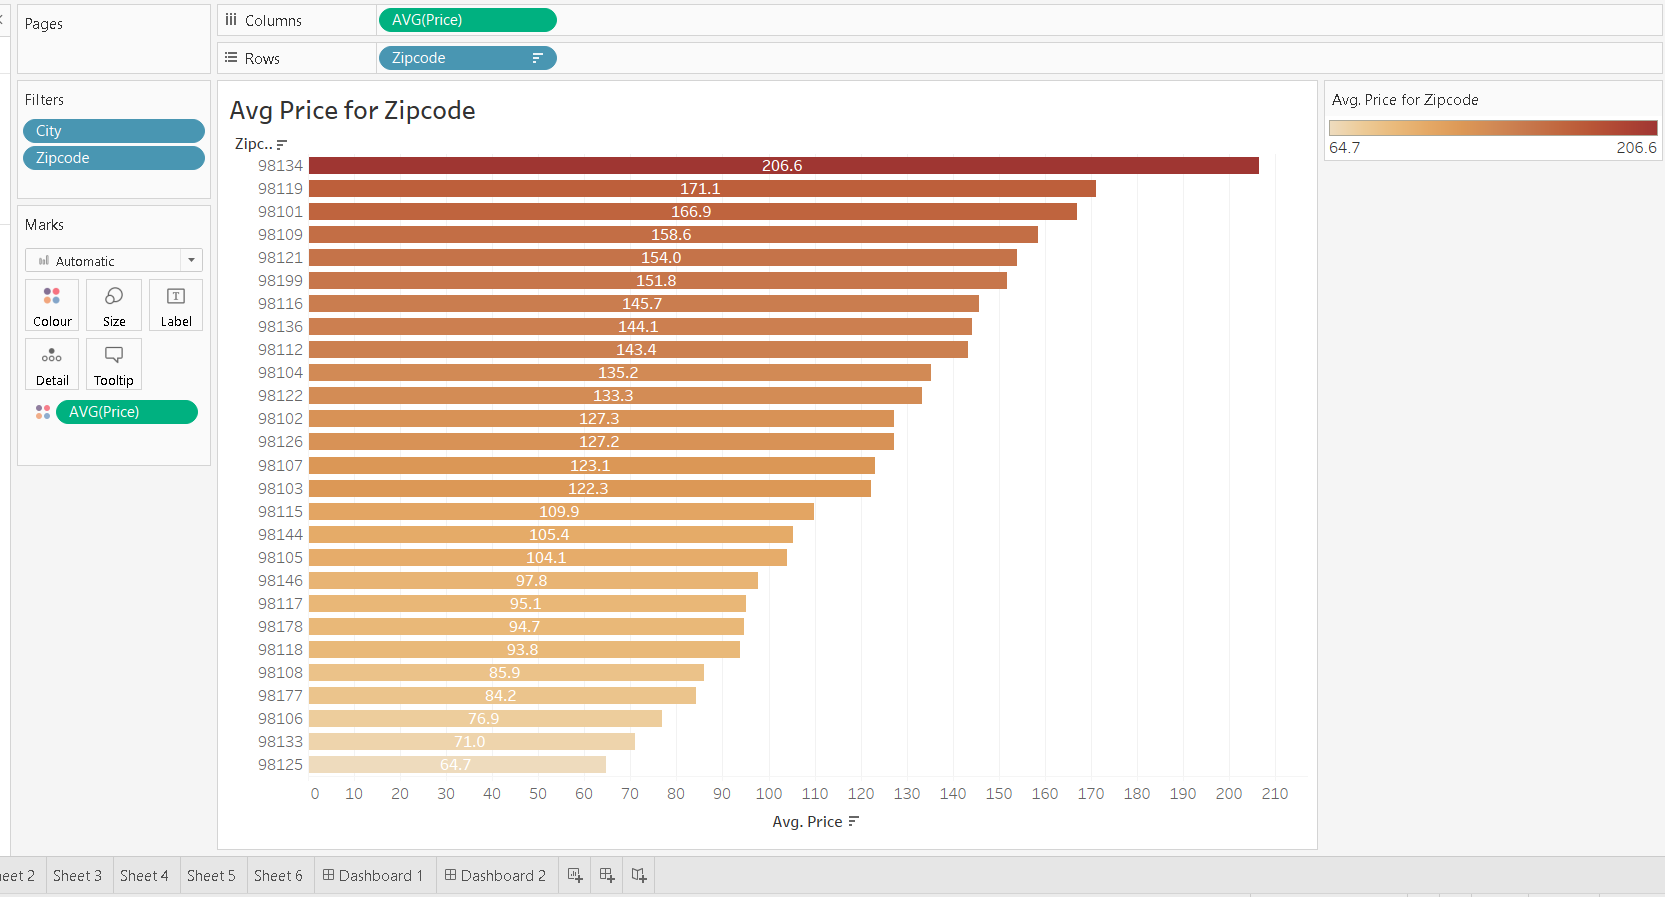 Pages
Columns
AVG(Price)
Rows
Zipcode
Filters
City
Zipcode
Marks
Automatic
Colour
Size
Label
Detail
Tooltip
AVG(Price)
Avg Price for Zipcode
Zipc..
98134 206.6
98119 171.1
98101 166.9
98109 158.6
98121 154.0
98199 151.8
98116 145.7
98136 144.1
98112 143.4
98104 135.2
98122 133.3
98102 127.3
98126 127.2
98107 123.1
98103 122.3
98115 109.9
98144 105.4
98105 104.1
98146 97.8
98117 95.1
98178 94.7
98118 93.8
98108 85.9
98177 84.2
98106 76.9
98133 71.0
98125 64.7
0 10 20 30 40 50 60 70 80 90 100 110 120 130 140 150 160 170 180 190 200 210
Avg. Price
Avg. Price for Zipcode
64.7 206.6
eet 2 Sheet 3 Sheet 4 Sheet 5 Sheet 6 Dashboard 1 Dashboard 2